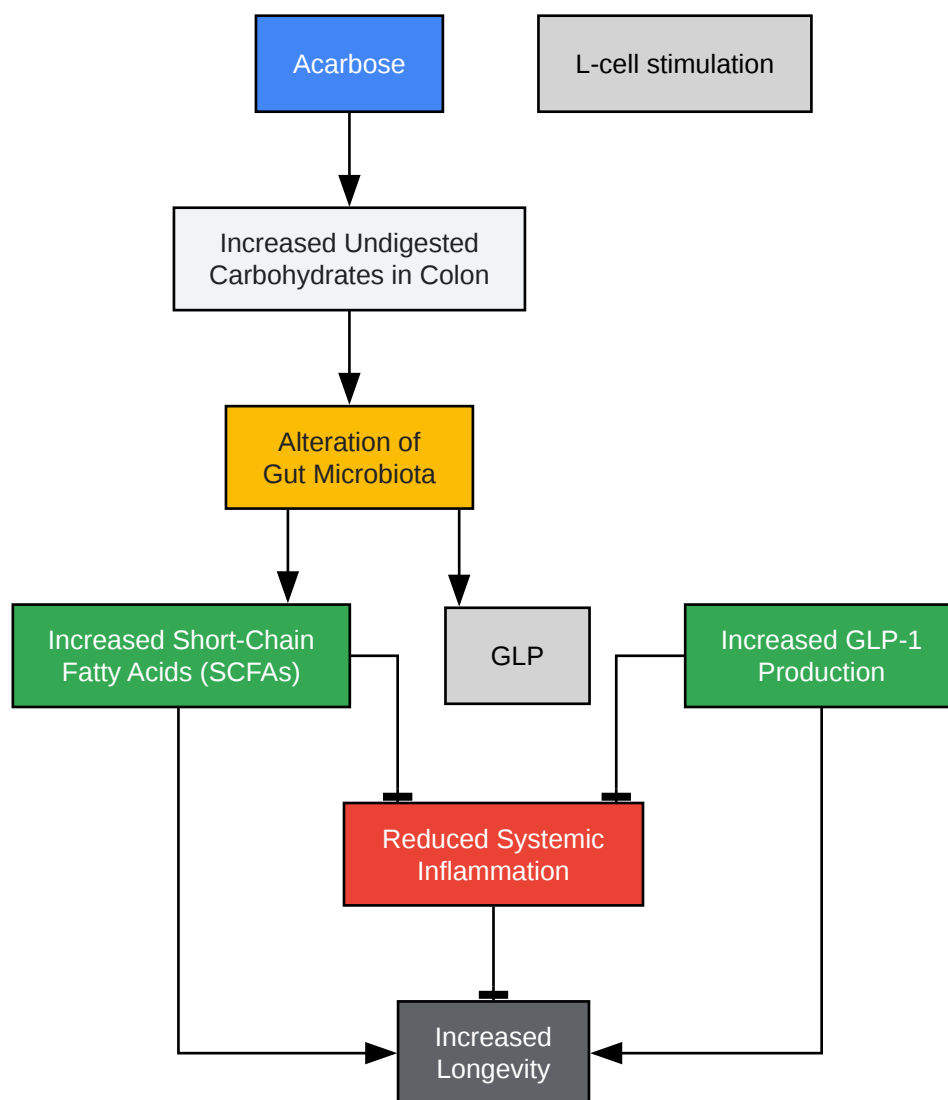 Acarbose
L-cell stimulation
Increased Undigested
Carbohydrates in Colon
Alteration of
Gut Microbiota
Increased Short-Chain
Fatty Acids (SCFAs)
GLP
Increased GLP-1
Production
Reduced Systemic
Inflammation
Increased
Longevity